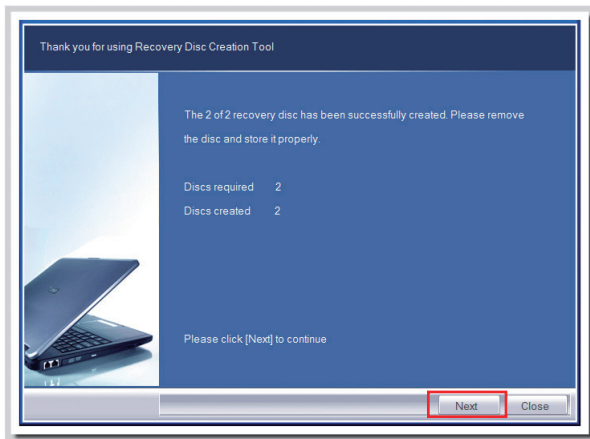 Thank you for using Recovery Disc Creation Tool
The 2 of 2 recovery disc has been successfully created. Please remove
the disc and store it properly.
Discs required 2
Discs created 2
Please click [Next] to continue
Next Close